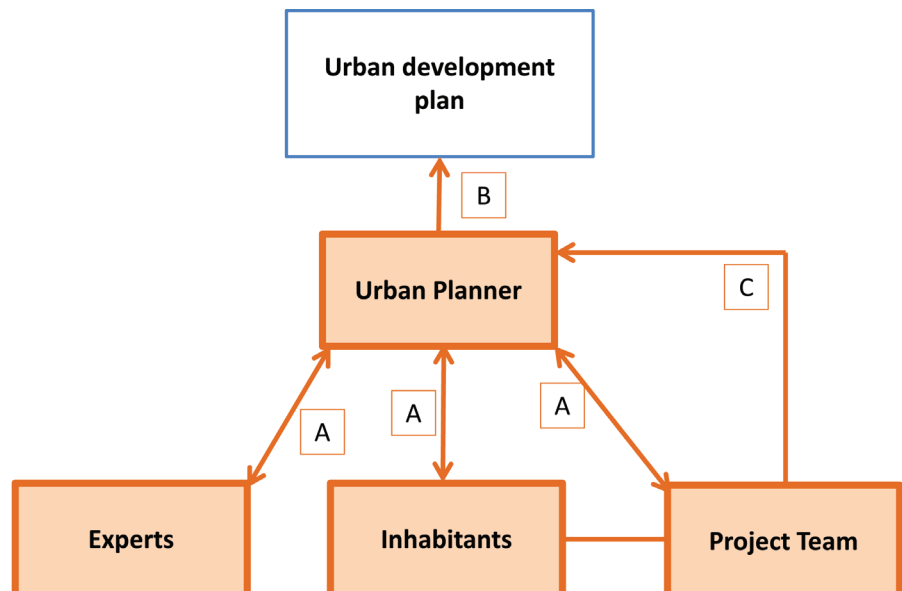 Urban development
plan
B
Urban Planner
C
A
A
A
Experts
Inhabitants
Project Team